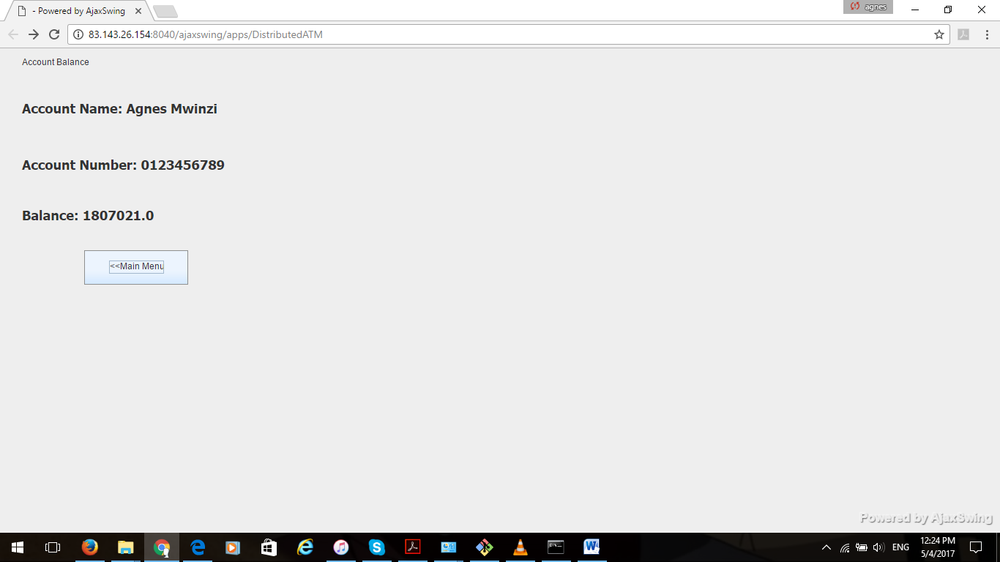 - Powered by AjaxSwing
agnes
83.143.26.154:8040/ajaxswing/apps/DistributedATM
Account Balance
Account Name: Agnes Mwinzi
Account Number: 0123456789
Balance: 1807021.0
<<Main Menu
Powered by AjaxSwing
ENG
12:24 PM
5/4/2017